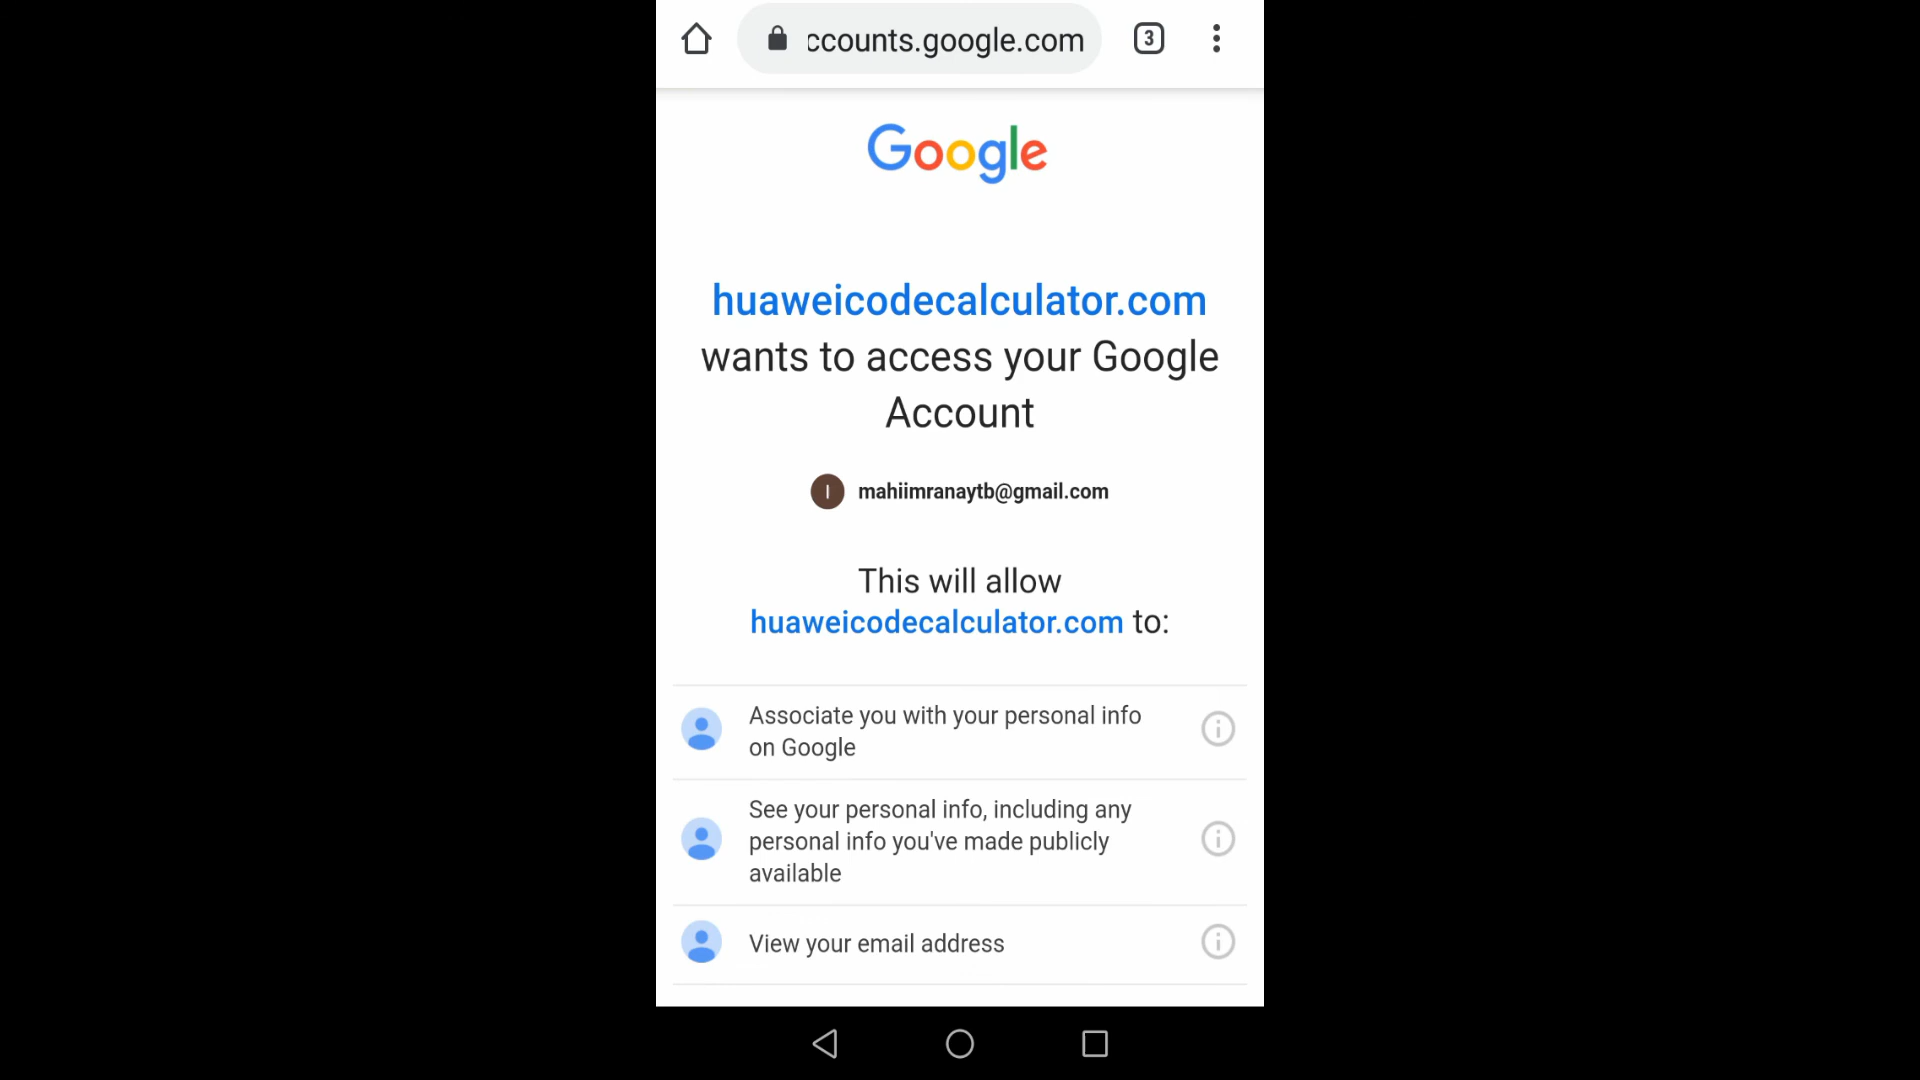 ccounts.google.com
3
Google
huaweicodecalculator.com
wants to access your Google
Account
I mahiimranaytb@gmail.com
This will allow
huaweicodecalculator.com to:
Associate you with your personal info
on Google
See your personal info, including any
personal info you've made publicly
available
View your email address